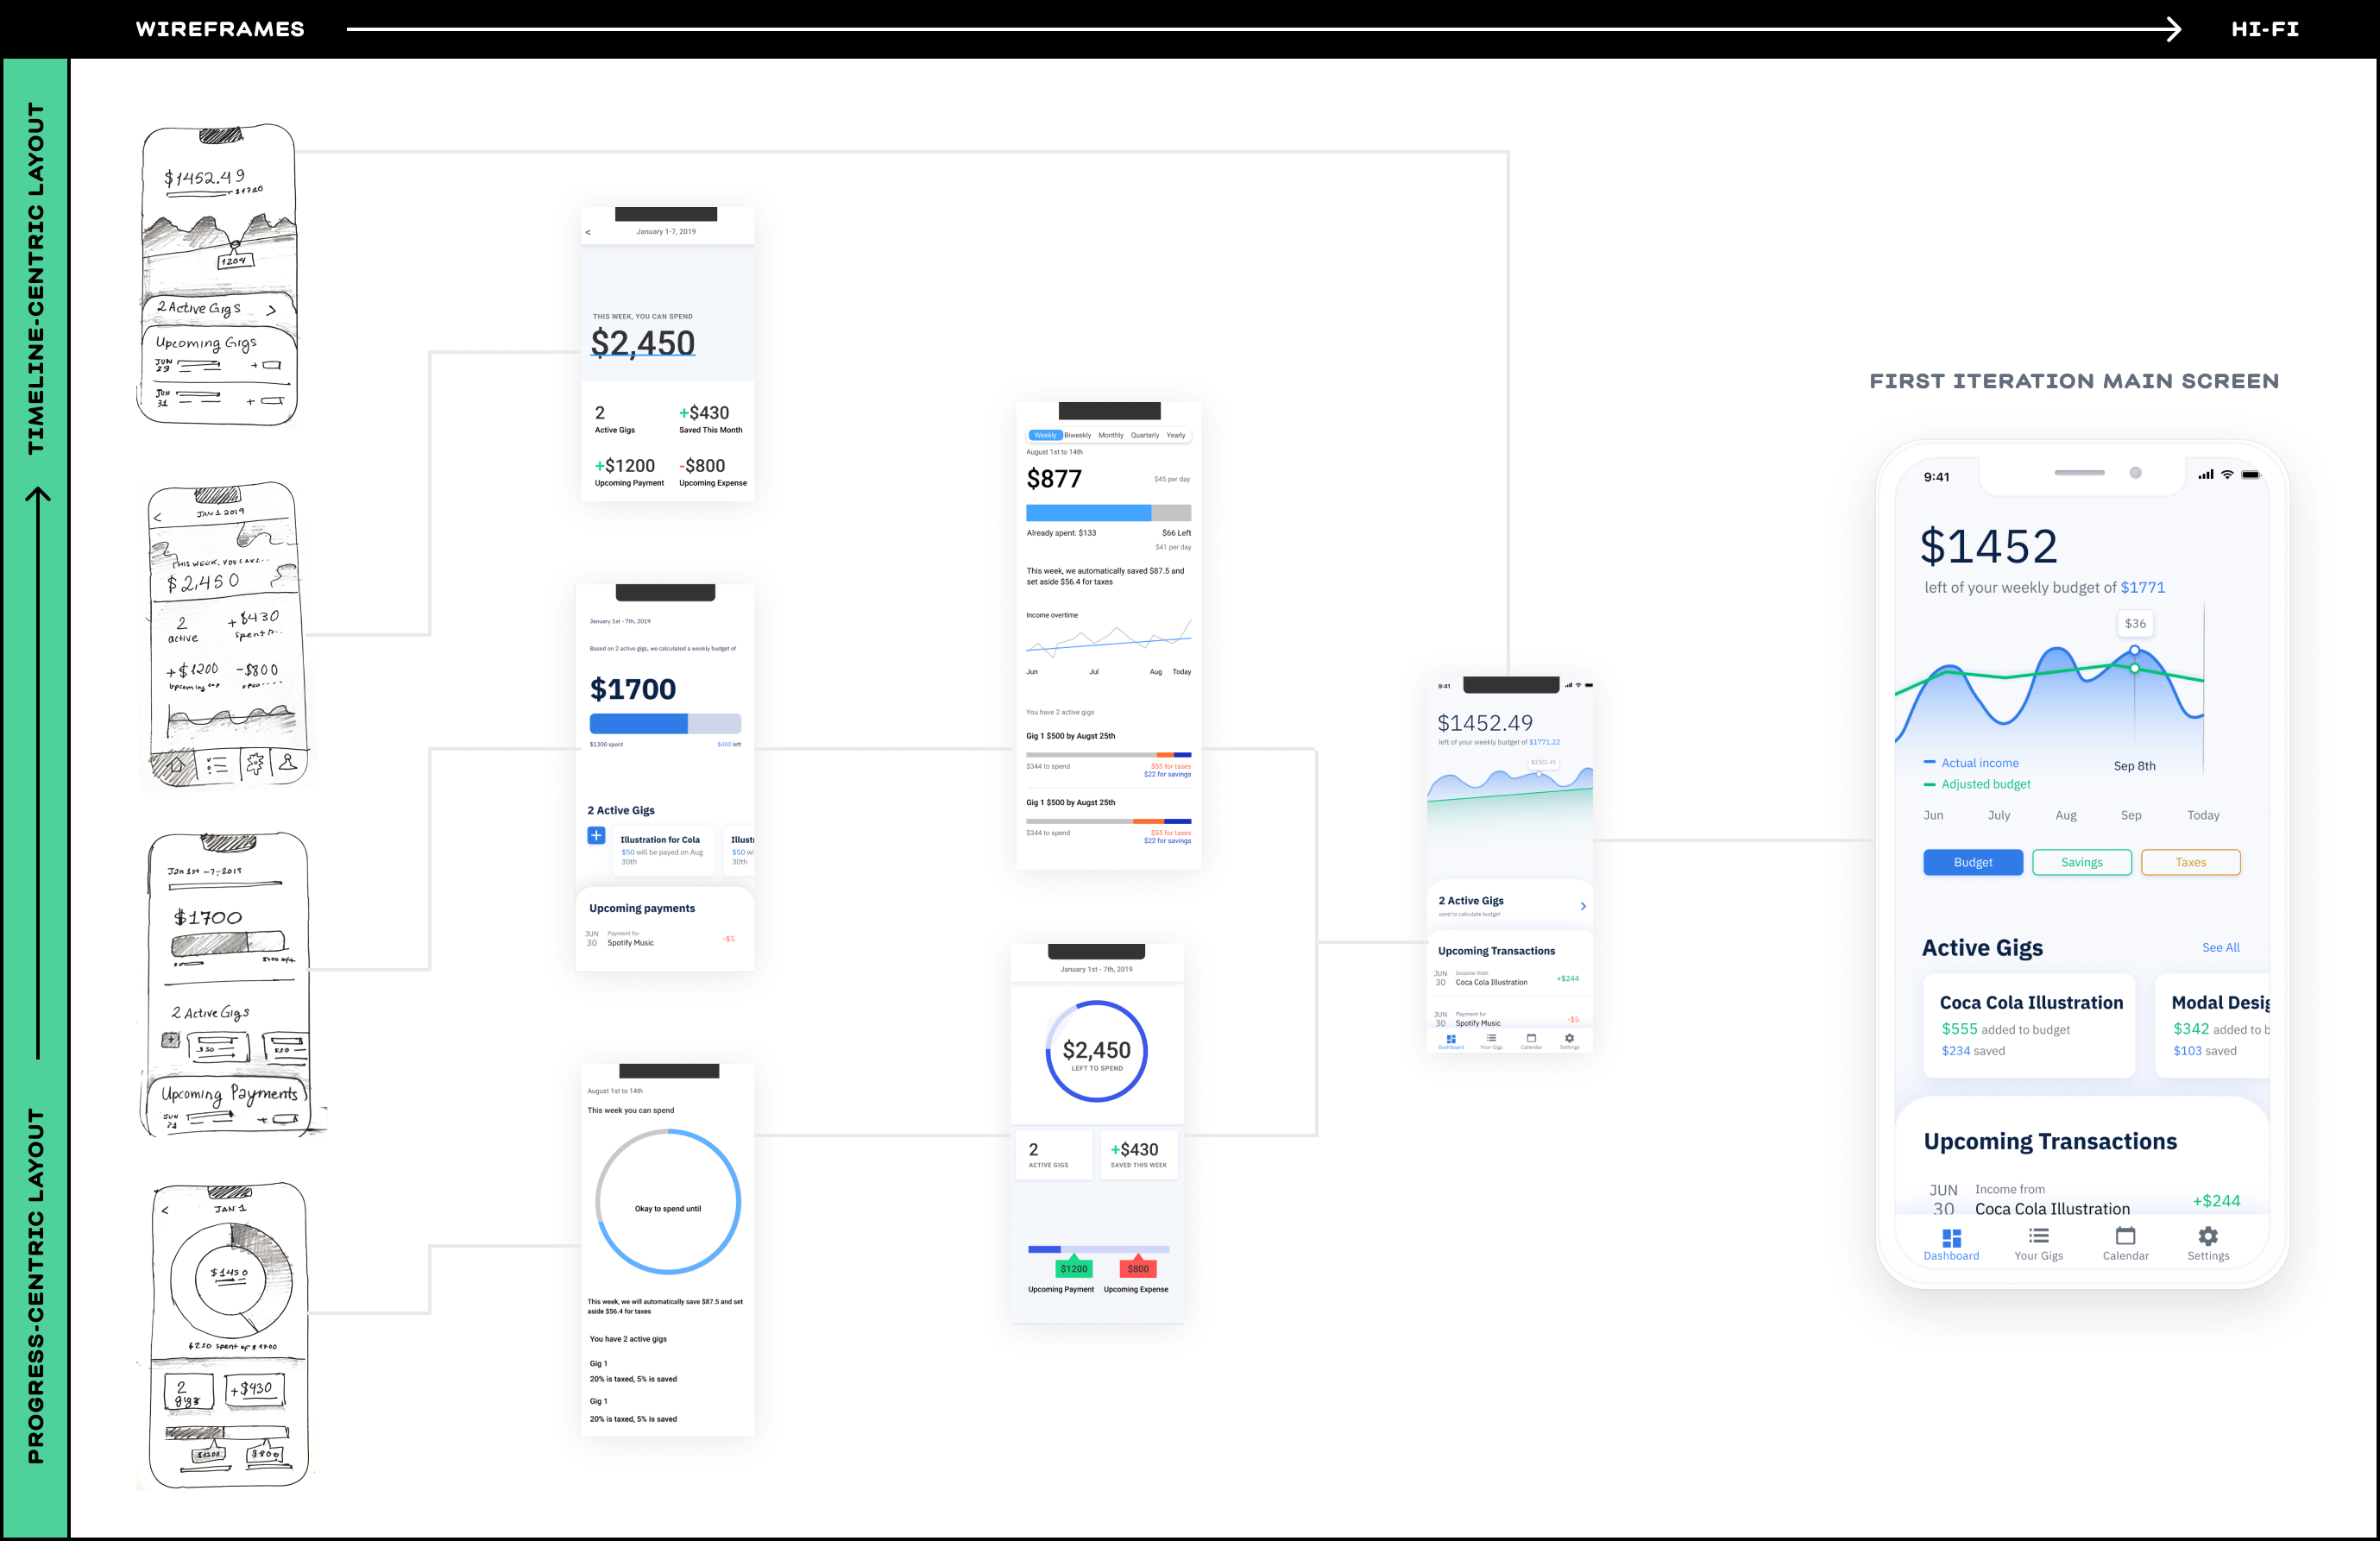 WIREFRAMES
HI-FI
TIMELINE-CENTRIC LAYOUT
PROGRESS-CENTRIC LAYOUT
$1452.49
$1720
1204
2 Active Gigs >
Upcoming Gigs
JUN
23
+
JUN
31
+
< JAN 1 2019
THIS WEEK, YOU CAN...
$2,450
2 +$430
active spent
+$1200 -$800
upcoming
Jan 1st -7, 2019
$1700
2 Active Gigs
+
$50
$50
Upcoming Payments
JUN
+
< JAN 1
$1450
$250 spent of $1700
2 +$430
gigs
$1200 $800
< January 1-7, 2019
THIS WEEK, YOU CAN SPEND
$2,450
2 +$430
Active Gigs Saved This Month
+$1200 -$800
Upcoming Payment Upcoming Expense
January 1st - 7th, 2019
Based on 2 active gigs, we calculated a weekly budget of
$1700
$1300 spent $400 left
2 Active Gigs
+
Illustration for Cola
$50 will be payed on Aug
30th
Illustr
$50 wi
30th
Upcoming payments
JUN
30
Payment for
Spotify Music
-$5
August 1st to 14th
This week you can spend
Okay to spend until
This week, we will automatically save $87.5 and set
aside $56.4 for taxes
You have 2 active gigs
Gig 1
20% is taxed, 5% is saved
Gig 1
20% is taxed, 5% is saved
Weekly Biweekly Monthly Quarterly Yearly
August 1st to 14th
$877 $45 per day
Already spent: $133 $66 Left
$41 per day
This week, we automatically saved $87.5 and
set aside $56.4 for taxes
Income overtime
Jun Jul Aug Today
You have 2 active gigs
Gig 1 $500 by Augst 25th
$344 to spend $55 for taxes
$22 for savings
Gig 1 $500 by Augst 25th
$344 to spend $55 for taxes
$22 for savings
January 1st - 7th, 2019
$2,450
LEFT TO SPEND
2 +$430
ACTIVE GIGS SAVED THIS WEEK
$1200 $800
Upcoming Payment Upcoming Expense
9:41
$1452.49
left of your weekly budget of $1771.22
$1502.45
2 Active Gigs
used to calculate budget
Upcoming Transactions
JUN
30
Income from
Coca Cola Illustration
+$244
JUN
30
Payment for
Spotify Music
-$5
Dashboard Your Gigs Calendar Settings
FIRST ITERATION MAIN SCREEN
9:41
$1452
left of your weekly budget of $1771
$36
Actual income
Sep 8th
Adjusted budget
Jun July Aug Sep Today
Budget Savings Taxes
Active Gigs See All
Coca Cola Illustration
$555 added to budget
$234 saved
Modal Desig
$342 added to b
$103 saved
Upcoming Transactions
JUN
30
Income from
Coca Cola Illustration
+$244
Dashboard Your Gigs Calendar Settings